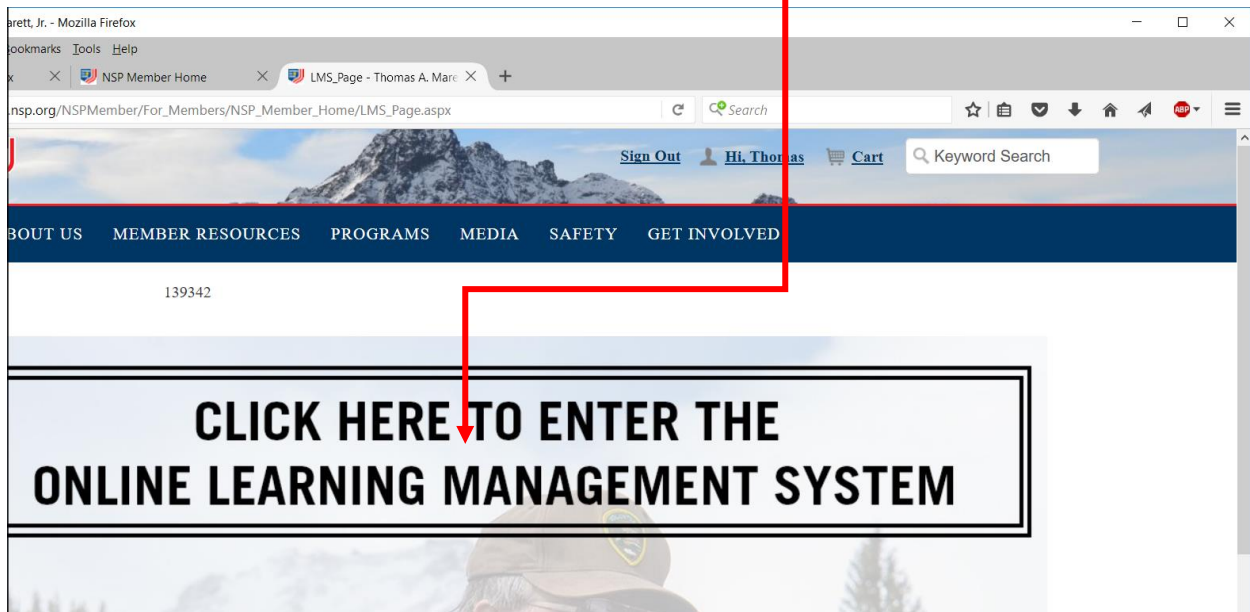 arett, Jr. - Mozilla Firefox
ookmarks Tools Help
x NSP Member Home LMS_Page - Thomas A. Mare
.nsp.org/NSPMember/For_Members/NSP_Member_Home/LMS_Page.aspx Search ABP
Sign Out Hi, Thomas Cart Keyword Search
BOUT US MEMBER RESOURCES PROGRAMS MEDIA SAFETY GET INVOLVED
139342
CLICK HERE TO ENTER THE
ONLINE LEARNING MANAGEMENT SYSTEM